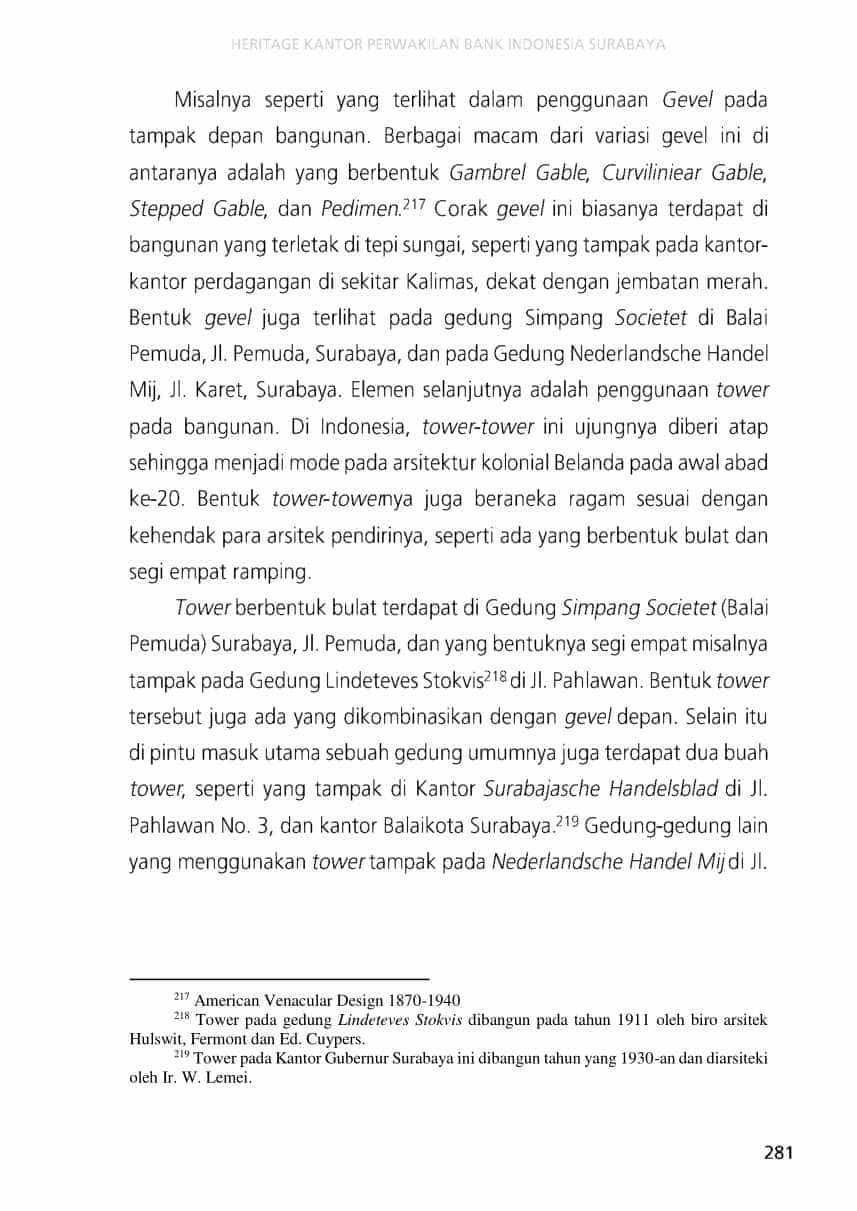 HERITAGE KANTOR PERWAKILAN BANK INDONESIA SURABAYA
Misalnya seperti yang terlihat dalam penggunaan Gevel pada
tampak depan bangunan. Berbagai macam dari variasi gevel ini di
antaranya adalah yang berbentuk Gambrel Gable, Curviliniear Gable,
Stepped Gable, dan Pedimen.217 Corak gevel ini biasanya terdapat di
bangunan yang terletak di tepi sungai, seperti yang tampak pada kantor-
kantor perdagangan di sekitar Kalimas, dekat dengan jembatan merah.
Bentuk gevel juga terlihat pada gedung Simpang Societet di Balai
Pemuda, Jl. Pemuda, Surabaya, dan pada Gedung Nederlandsche Handel
Mij, Jl. Karet, Surabaya. Elemen selanjutnya adalah penggunaan tower
pada bangunan. Di Indonesia, tower-tower ini ujungnya diberi atap
sehingga menjadi mode pada arsitektur kolonial Belanda pada awal abad
ke-20. Bentuk tower-towernya juga beraneka ragam sesuai dengan
kehendak para arsitek pendirinya, seperti ada yang berbentuk bulat dan
segi empat ramping.
Tower berbentuk bulat terdapat di Gedung Simpang Societet (Balai
Pemuda) Surabaya, Jl. Pemuda, dan yang bentuknya segi empat misalnya
tampak pada Gedung Lindeteves Stokvis218 di Jl. Pahlawan. Bentuk tower
tersebut juga ada yang dikombinasikan dengan gevel depan. Selain itu
di pintu masuk utama sebuah gedung umumnya juga terdapat dua buah
tower, seperti yang tampak di Kantor Surabajasche Handelsblad di Jl.
Pahlawan No. 3, dan kantor Balaikota Surabaya.219 Gedung-gedung lain
yang menggunakan tower tampak pada Nederlandsche Handel Mij di Jl.
217 American Venacular Design 1870-1940
218 Tower pada gedung Lindeteves Stokvis dibangun pada tahun 1911 oleh biro arsitek
Hulswit, Fermont dan Ed. Cuypers.
219 Tower pada Kantor Gubernur Surabaya ini dibangun tahun yang 1930-an dan diarsiteki
oleh Ir. W. Lemei.
281